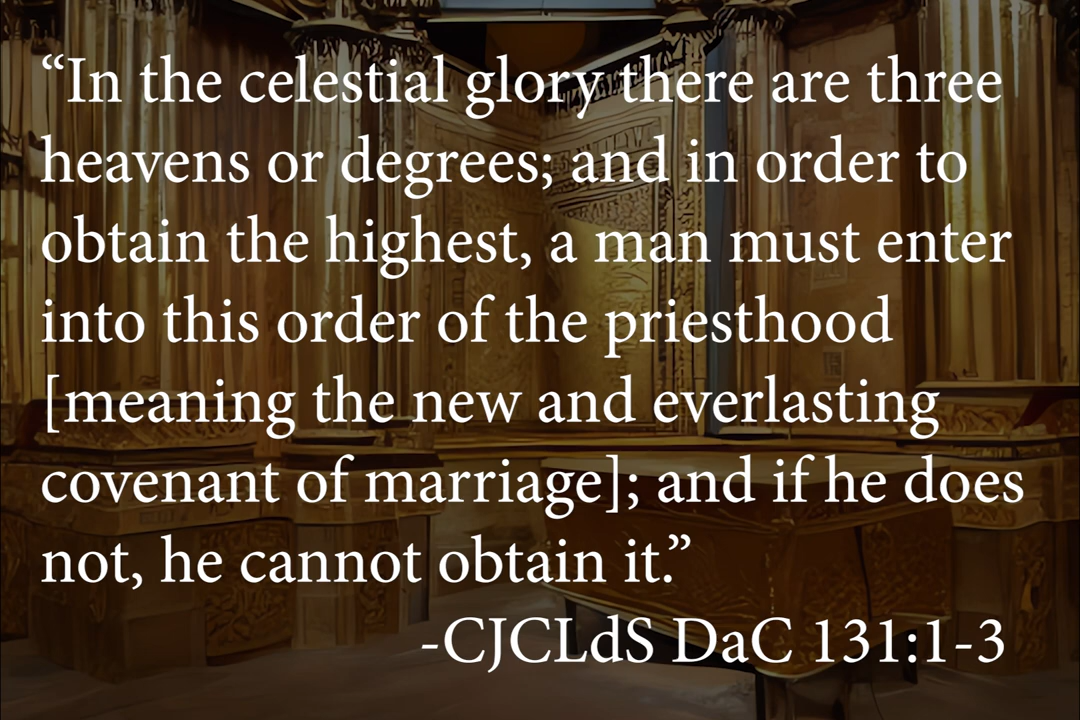 “In the celestial glory there are three
heavens or degrees; and in order to
obtain the highest, a man must enter
into this order of the priesthood
[meaning the new and everlasting
covenant of marriage]; and if he does
not, he cannot obtain it.”
-CJCLdS DaC 131:1-3